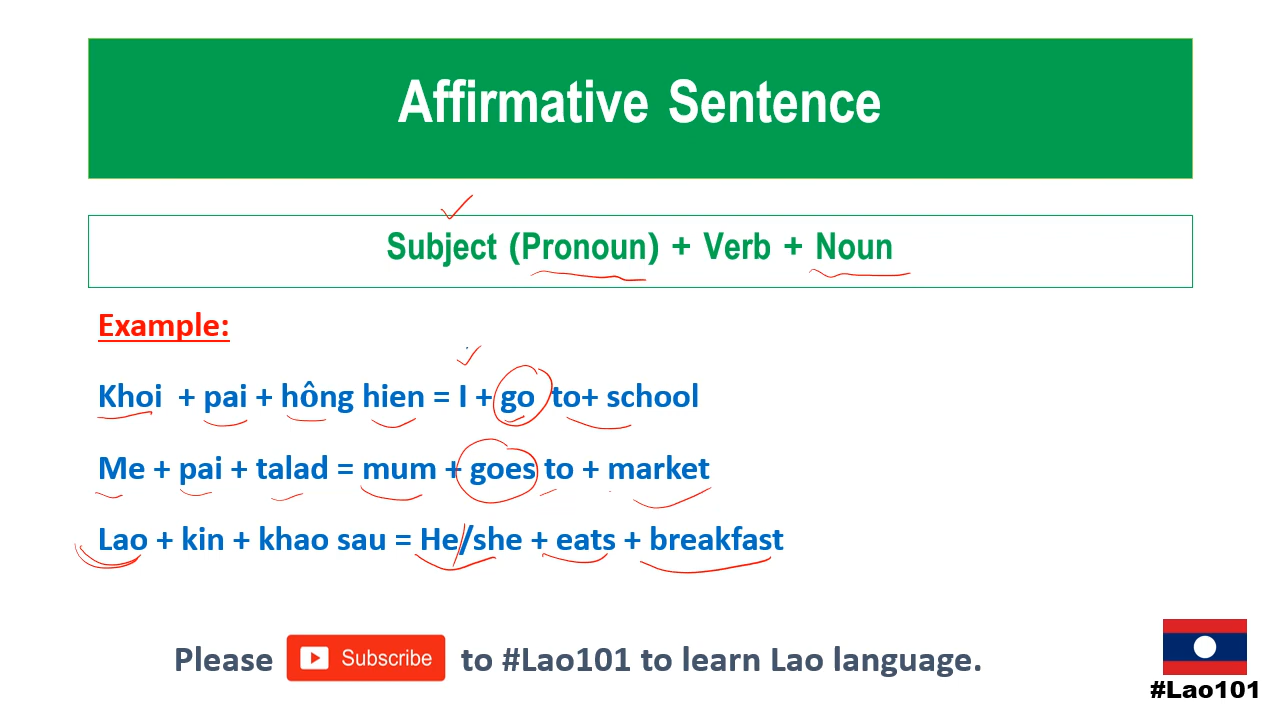 Affirmative Sentence
Subject (Pronoun) + Verb + Noun
Example:
Khoi + pai + hông hien = I + go to+ school
Me + pai + talad = mum + goes to + market
Lao + kin + khao sau = He/she + eats + breakfast
Please Subscribe to #Lao101 to learn Lao language.
#Lao101